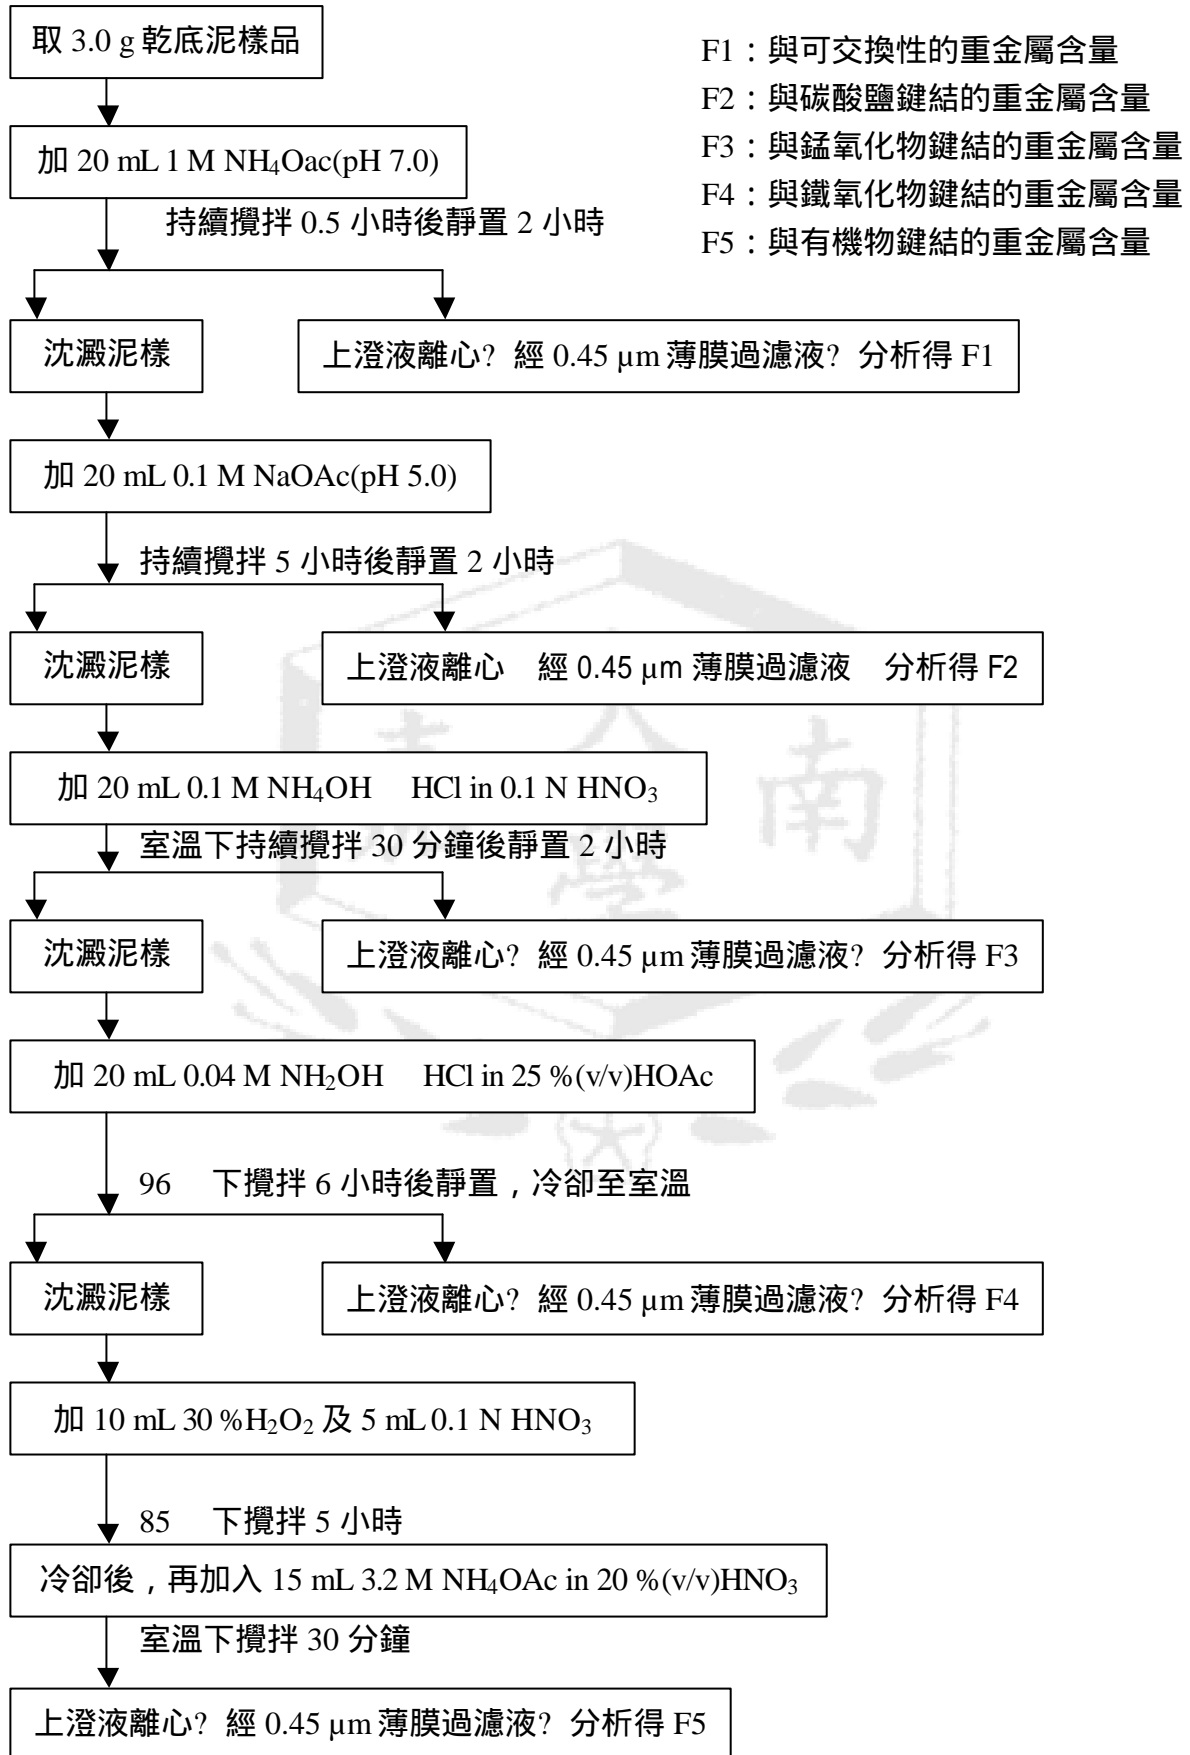 取 3.0 g 乾底泥樣品
F1：與可交換性的重金屬含量
F2：與碳酸鹽鍵結的重金屬含量
F3：與錳氧化物鍵結的重金屬含量
F4：與鐵氧化物鍵結的重金屬含量
F5：與有機物鍵結的重金屬含量
加 20 mL 1 M NH₄Oac(pH 7.0)
持續攪拌 0.5 小時後靜置 2 小時
沈澱泥樣
上澄液離心? 經 0.45 µm 薄膜過濾液? 分析得 F1
加 20 mL 0.1 M NaOAc(pH 5.0)
持續攪拌 5 小時後靜置 2 小時
沈澱泥樣
上澄液離心 經 0.45 µm 薄膜過濾液 分析得 F2
加 20 mL 0.1 M NH₄OH HCl in 0.1 N HNO₃
室溫下持續攪拌 30 分鐘後靜置 2 小時
沈澱泥樣
上澄液離心? 經 0.45 µm 薄膜過濾液? 分析得 F3
加 20 mL 0.04 M NH₂OH HCl in 25 %(v/v)HOAc
96 下攪拌 6 小時後靜置，冷卻至室溫
沈澱泥樣
上澄液離心? 經 0.45 µm 薄膜過濾液? 分析得 F4
加 10 mL 30 %H₂O₂ 及 5 mL 0.1 N HNO₃
85 下攪拌 5 小時
冷卻後，再加入 15 mL 3.2 M NH₄OAc in 20 %(v/v)HNO₃
室溫下攪拌 30 分鐘
上澄液離心? 經 0.45 µm 薄膜過濾液? 分析得 F5